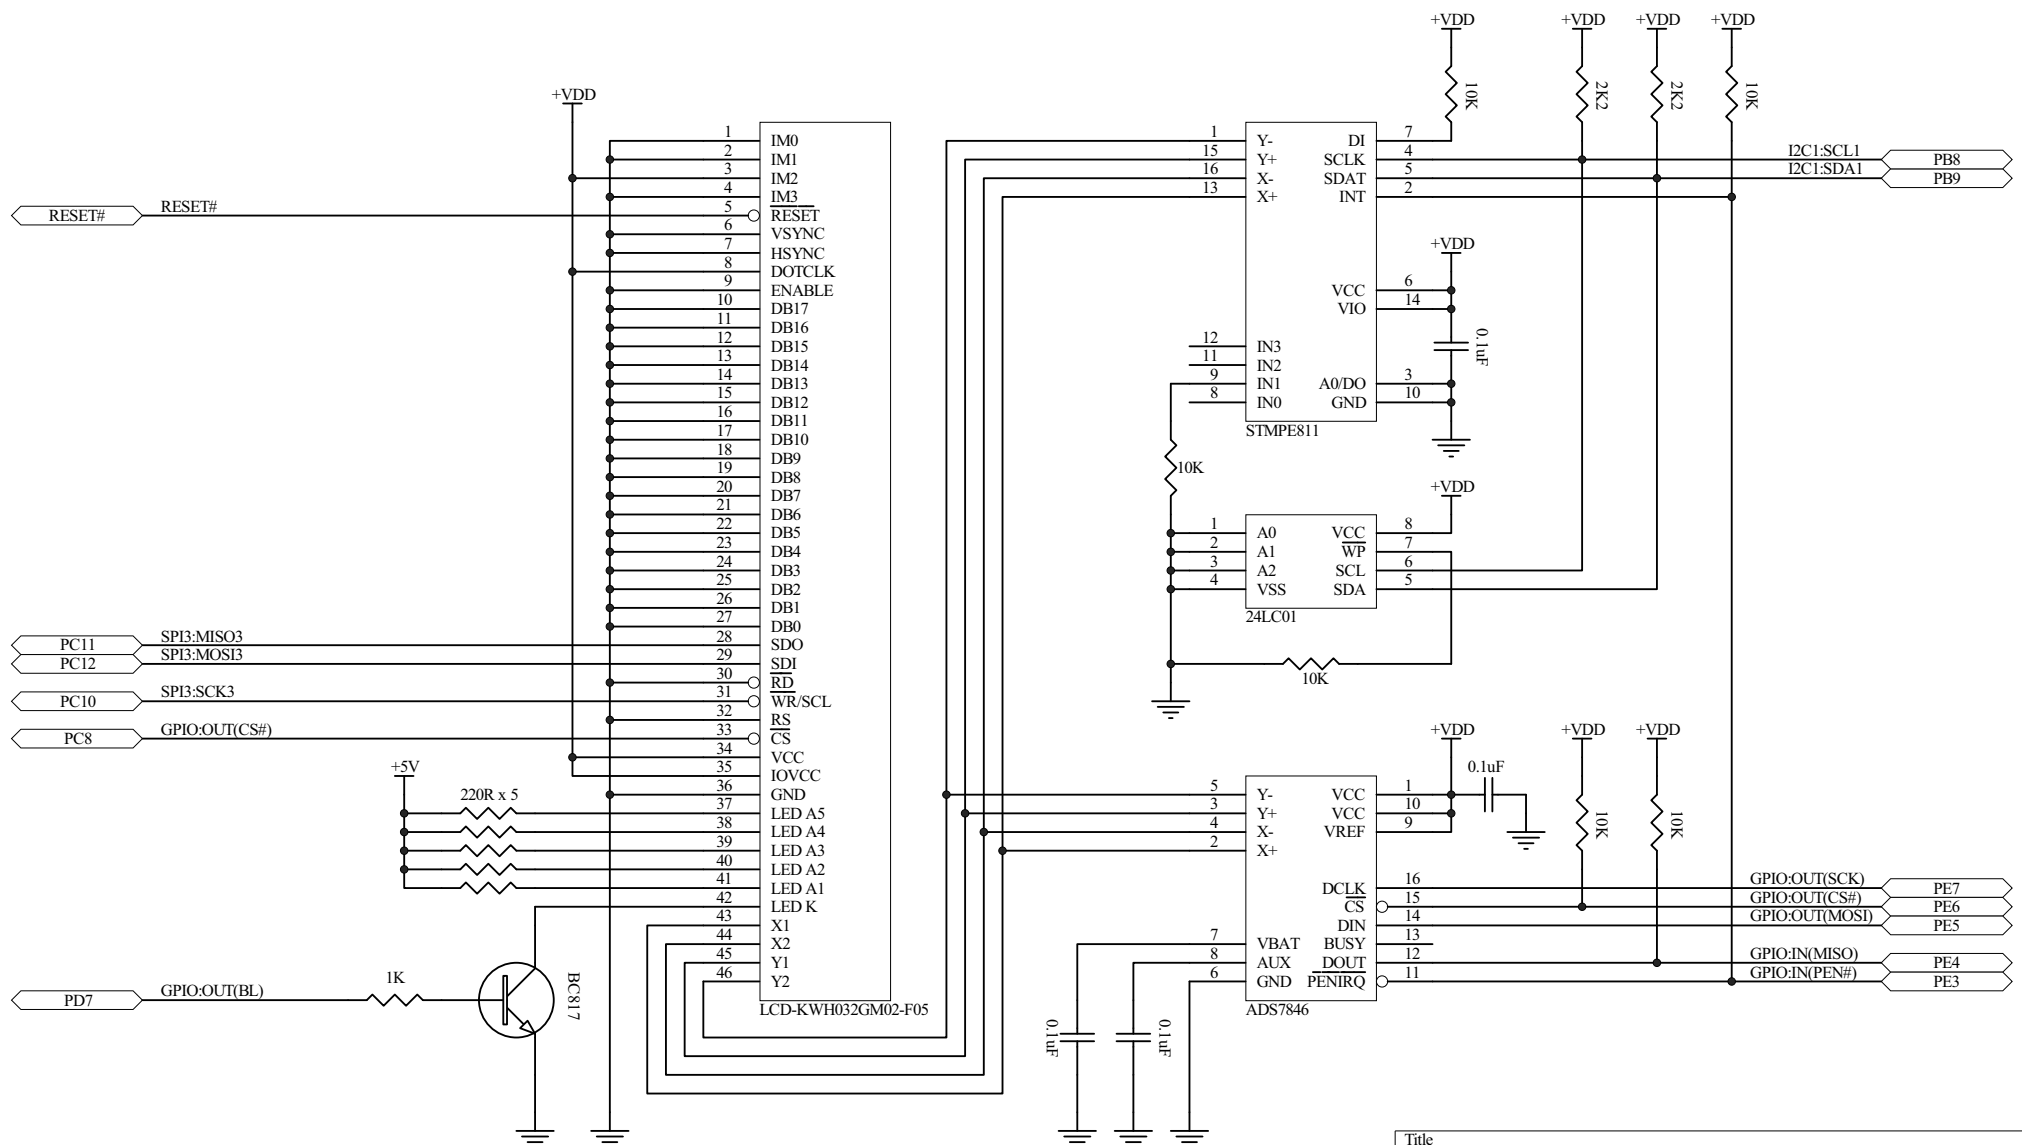 +VDD
+VDD
+VDD
+VDD
10K
2K2
2K2
10K
+VDD
1 IM0
2 IM1
3 IM2
4 IM3
5 RESET
6 VSYNC
7 HSYNC
8 DOTCLK
9 ENABLE
10 DB17
11 DB16
12 DB15
13 DB14
14 DB13
15 DB12
16 DB11
17 DB10
18 DB9
19 DB8
20 DB7
21 DB6
22 DB5
23 DB4
24 DB3
25 DB2
26 DB1
27 DB0
28 SDO
29 SDI
30 RD
31 WR/SCL
32 RS
33 CS
34 VCC
35 IOVCC
36 GND
37 LED A5
38 LED A4
39 LED A3
40 LED A2
41 LED A1
42 LED K
43 X1
44 X2
45 Y1
46 Y2
LCD-KWH032GM02-F05
RESET# RESET#
PC11 SPI3:MISO3
PC12 SPI3:MOSI3
PC10 SPI3:SCK3
PC8 GPIO:OUT(CS#)
+5V
220R x 5
PD7 GPIO:OUT(BL)
1K
BC817
1 Y- DI 7
15 Y+ SCLK 4
16 X- SDAT 5
13 X+ INT 2
I2C1:SCL1 PB8
I2C1:SDA1 PB9
+VDD
VCC 6
VIO 14
0.1uF
12 IN3
11 IN2
9 IN1 A0/DO 3
8 IN0 GND 10
STMPE811
10K
+VDD
1 A0 VCC 8
2 A1 WP 7
3 A2 SCL 6
4 VSS SDA 5
24LC01
10K
+VDD
+VDD
+VDD
0.1uF
10K
10K
5 Y- VCC 1
3 Y+ VCC 10
4 X- VREF 9
2 X+
DCLK 16 GPIO:OUT(SCK) PE7
CS 15 GPIO:OUT(CS#) PE6
DIN 14 GPIO:OUT(MOSI) PE5
7 VBAT BUSY 13
8 AUX DOUT 12 GPIO:IN(MISO) PE4
6 GND PENIRQ 11 GPIO:IN(PEN#) PE3
ADS7846
0.1uF
0.1uF
Title